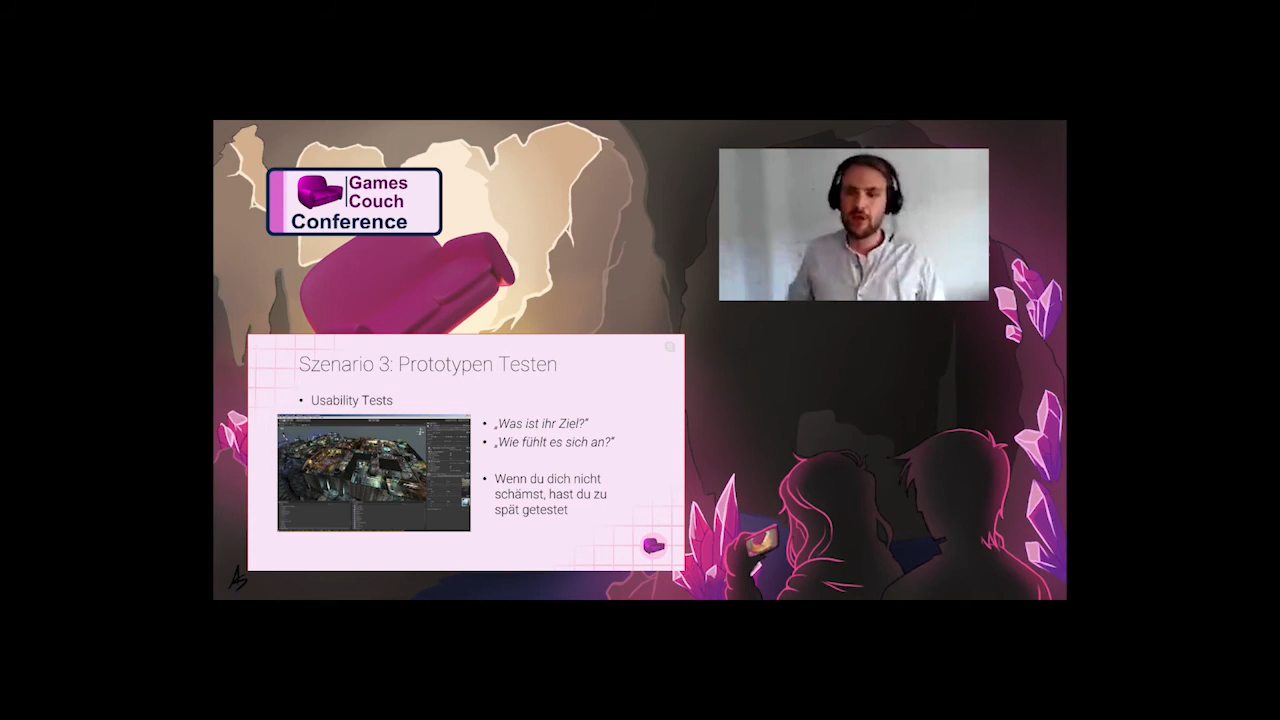 Games
Couch
Conference
Szenario 3: Prototypen Testen
• Usability Tests
• „Was ist ihr Ziel?“
• „Wie fühlt es sich an?“
• Wenn du dich nicht
schämst, hast du zu
spät getestet